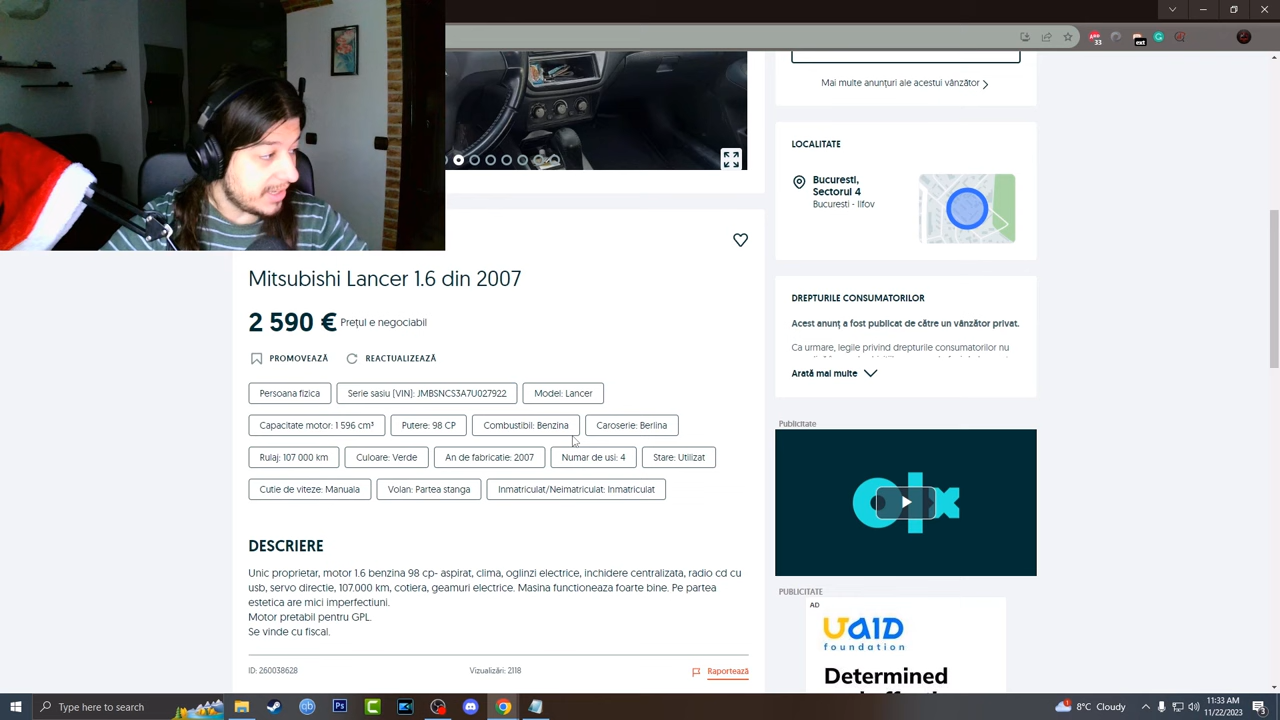 33
ext
Mai multe anunțuri ale acestui vânzător
LOCALITATE
Bucuresti,
Sectorul 4
Bucuresti - Ilfov
Mitsubishi Lancer 1.6 din 2007
2 590 € Prețul e negociabil
PROMOVEAZĂ REACTUALIZEAZĂ
Persoana fizica Serie sasiu (VIN): JMBSNCS3A7U027922 Model: Lancer
Capacitate motor: 1 596 cm³ Putere: 98 CP Combustibil: Benzina Caroserie: Berlina
Rulaj: 107 000 km Culoare: Verde An de fabricatie: 2007 Numar de usi: 4 Stare: Utilizat
Cutie de viteze: Manuala Volan: Partea stanga Inmatriculat/Neimatriculat: Inmatriculat
DESCRIERE
Unic proprietar, motor 1.6 benzina 98 cp- aspirat, clima, oglinzi electrice, inchidere centralizata, radio cd cu
usb, servo directie, 107.000 km, cotiera, geamuri electrice. Masina functioneaza foarte bine. Pe partea
estetica are mici imperfectiuni.
Motor pretabil pentru GPL.
Se vinde cu fiscal.
ID: 260038628 Vizualizări: 2118 Raportează
DREPTURILE CONSUMATORILOR
Acest anunț a fost publicat de către un vânzător privat.
Ca urmare, legile privind drepturile consumatorilor nu
Arată mai multe
Publicitate
olx
PUBLICITATE
AD
UAID
foundation
Determined
Type here to search
8°C Cloudy
11:33 AM
11/22/2023